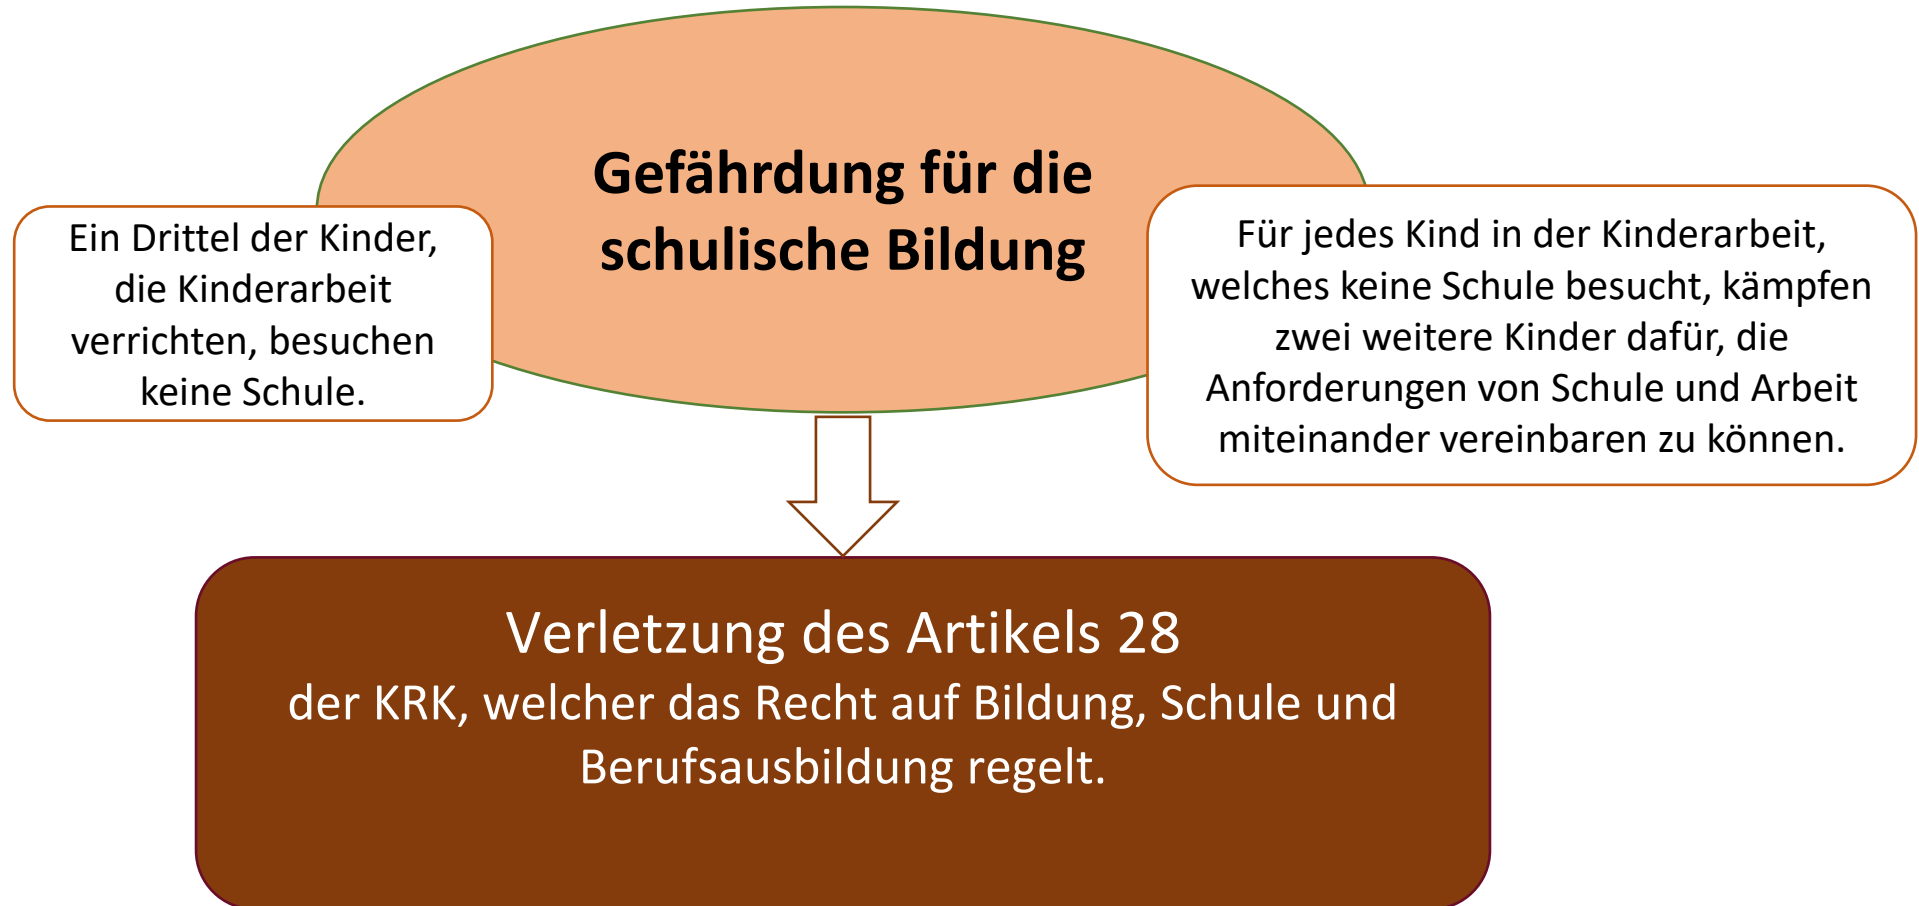 Gefährdung für die
schulische Bildung
Ein Drittel der Kinder,
die Kinderarbeit
verrichten, besuchen
keine Schule.
Für jedes Kind in der Kinderarbeit,
welches keine Schule besucht, kämpfen
zwei weitere Kinder dafür, die
Anforderungen von Schule und Arbeit
miteinander vereinbaren zu können.
Verletzung des Artikels 28
der KRK, welcher das Recht auf Bildung, Schule und
Berufsausbildung regelt.